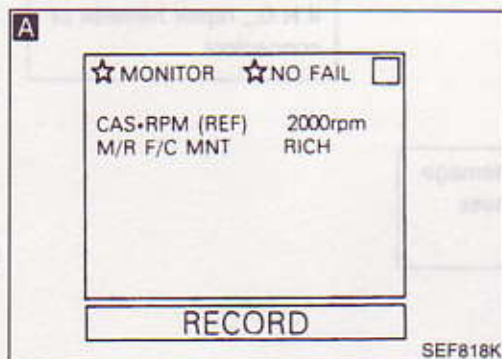 A
☆ MONITOR ☆ NO FAIL
CAS•RPM (REF) 2000rpm
M/R F/C MNT RICH
RECORD
SEF818K